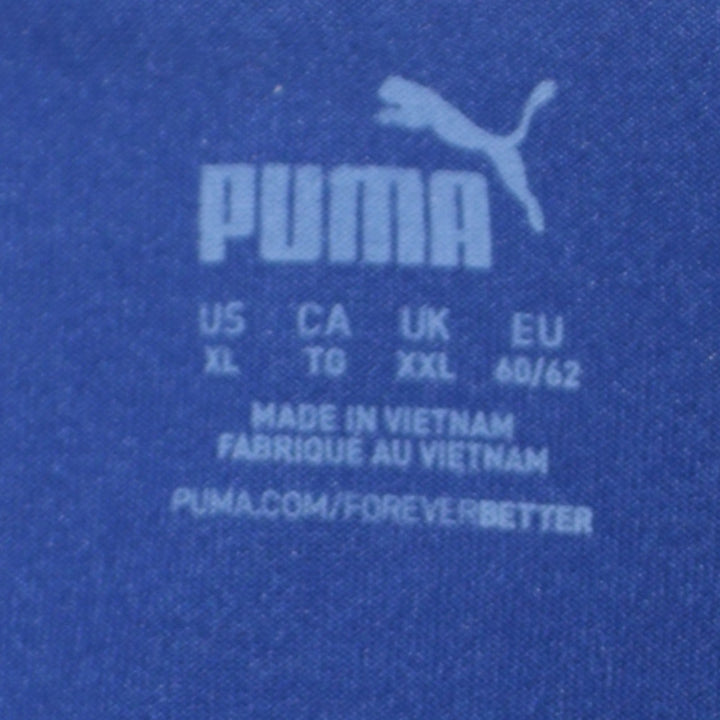 PUMA
US CA UK EU
XL TG XXL 60/62
MADE IN VIETNAM
FABRIQUÉ AU VIETNAM
PUMA.COM/FOREVERBETTER